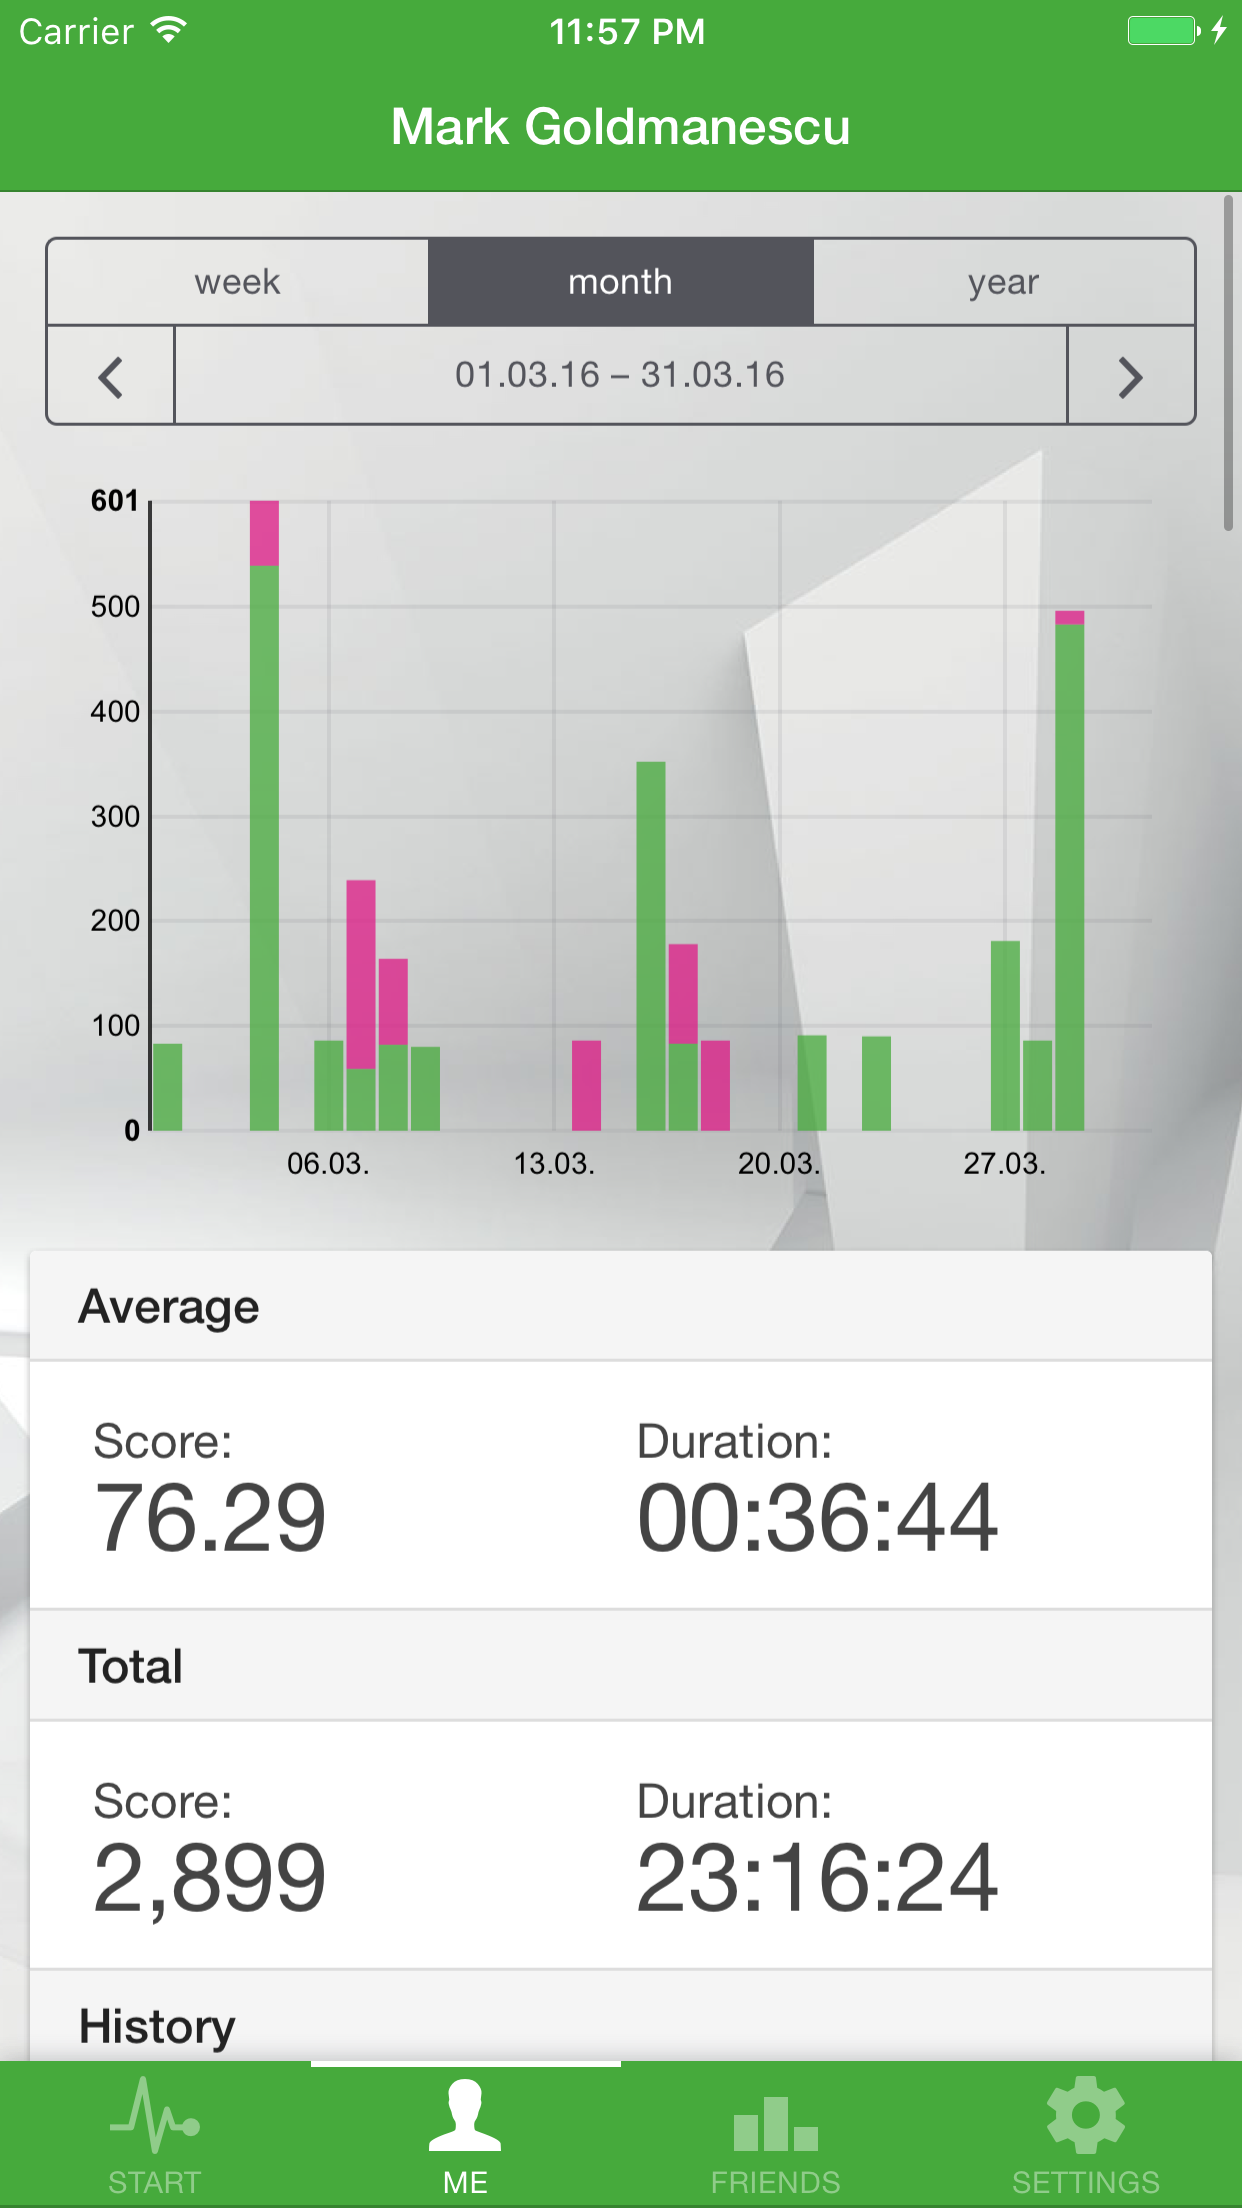 Carrier 11:57 PM
Mark Goldmanescu
week month year
01.03.16 – 31.03.16
601
500
400
300
200
100
0
06.03. 13.03. 20.03. 27.03.
Average
Score: Duration:
76.29 00:36:44
Total
Score: Duration:
2,899 23:16:24
History
START ME FRIENDS SETTINGS